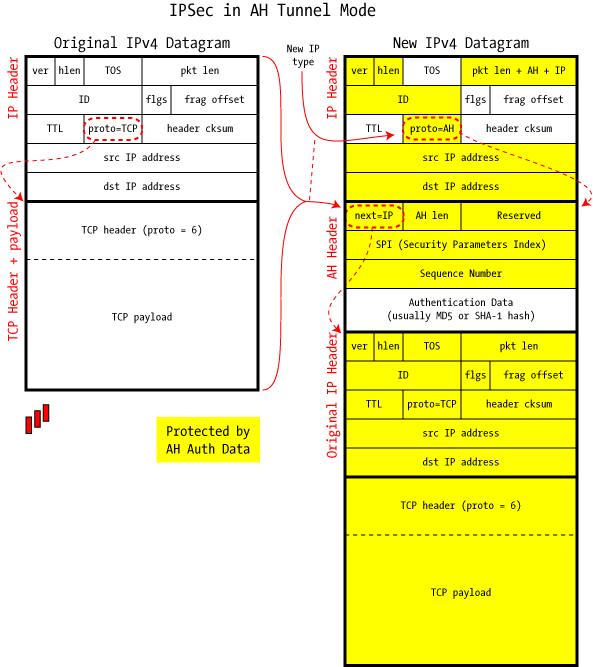 IPSec in AH Tunnel Mode
Original IPv4 Datagram
IP Header
ver hlen TOS pkt len
ID flgs frag offset
TTL proto=TCP header cksum
src IP address
dst IP address
TCP Header + payload
TCP header (proto = 6)
TCP payload
New IP
type
Protected by
AH Auth Data
New IPv4 Datagram
IP Header
ver hlen TOS pkt len + AH + IP
ID flgs frag offset
TTL proto=AH header cksum
src IP address
dst IP address
AH Header
next=IP AH len Reserved
SPI (Security Parameters Index)
Sequence Number
Authentication Data
(usually MD5 or SHA-1 hash)
Original IP Header
ver hlen TOS pkt len
ID flgs frag offset
TTL proto=TCP header cksum
src IP address
dst IP address
TCP header (proto = 6)
TCP payload